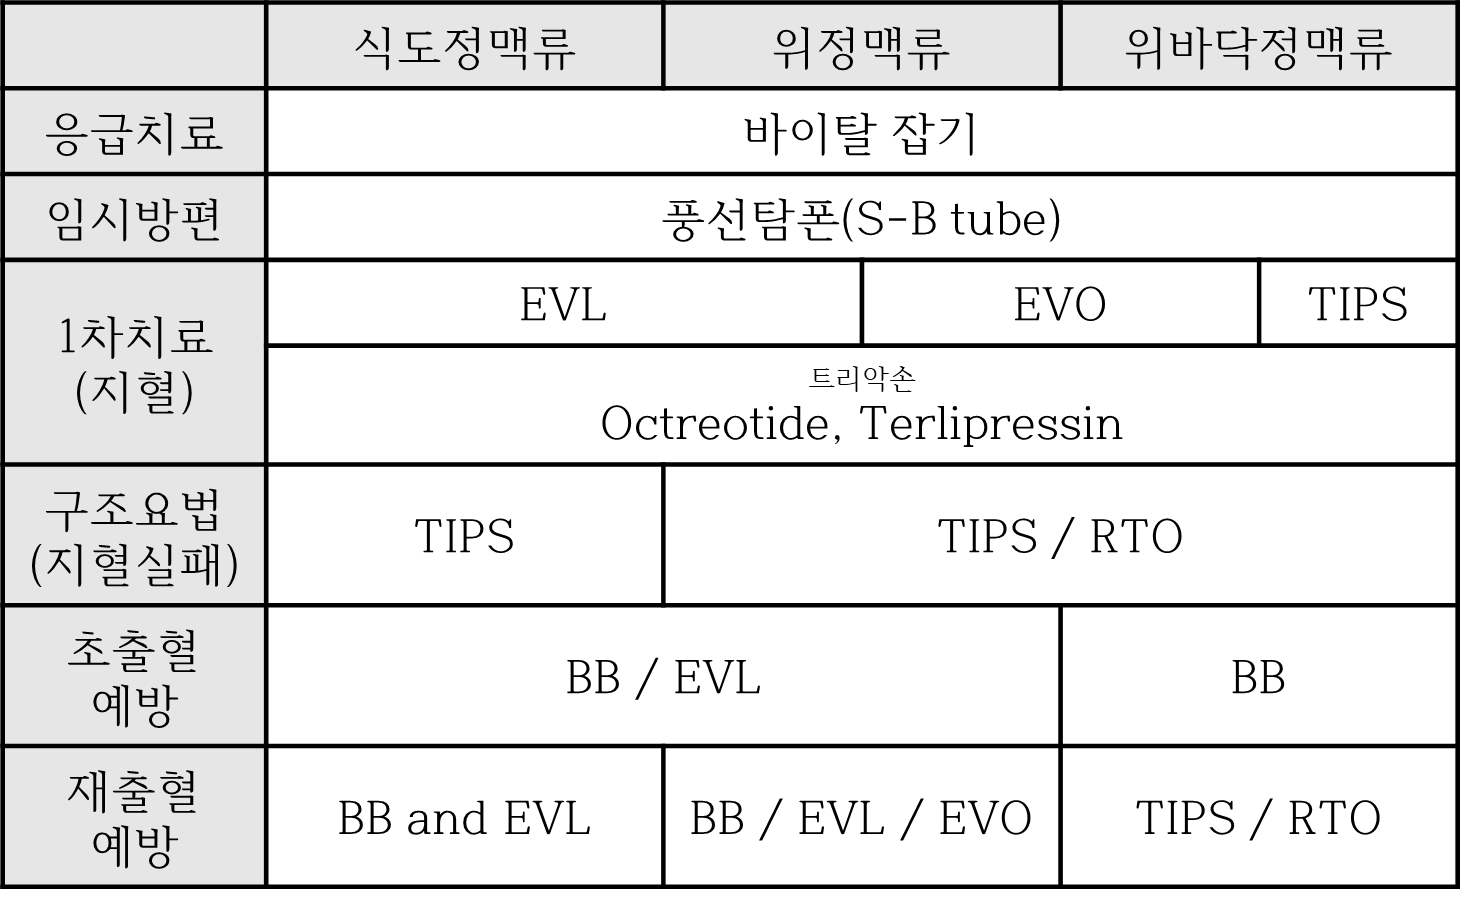 식도정맥류 위정맥류 위바닥정맥류
응급치료 바이탈 잡기
임시방편 풍선탐폰(S-B tube)
1차치료
(지혈)
EVL EVO TIPS
트리악손
Octreotide, Terlipressin
구조요법
(지혈실패)
TIPS TIPS / RTO
초출혈
예방
BB / EVL BB
재출혈
예방
BB and EVL BB / EVL / EVO TIPS / RTO